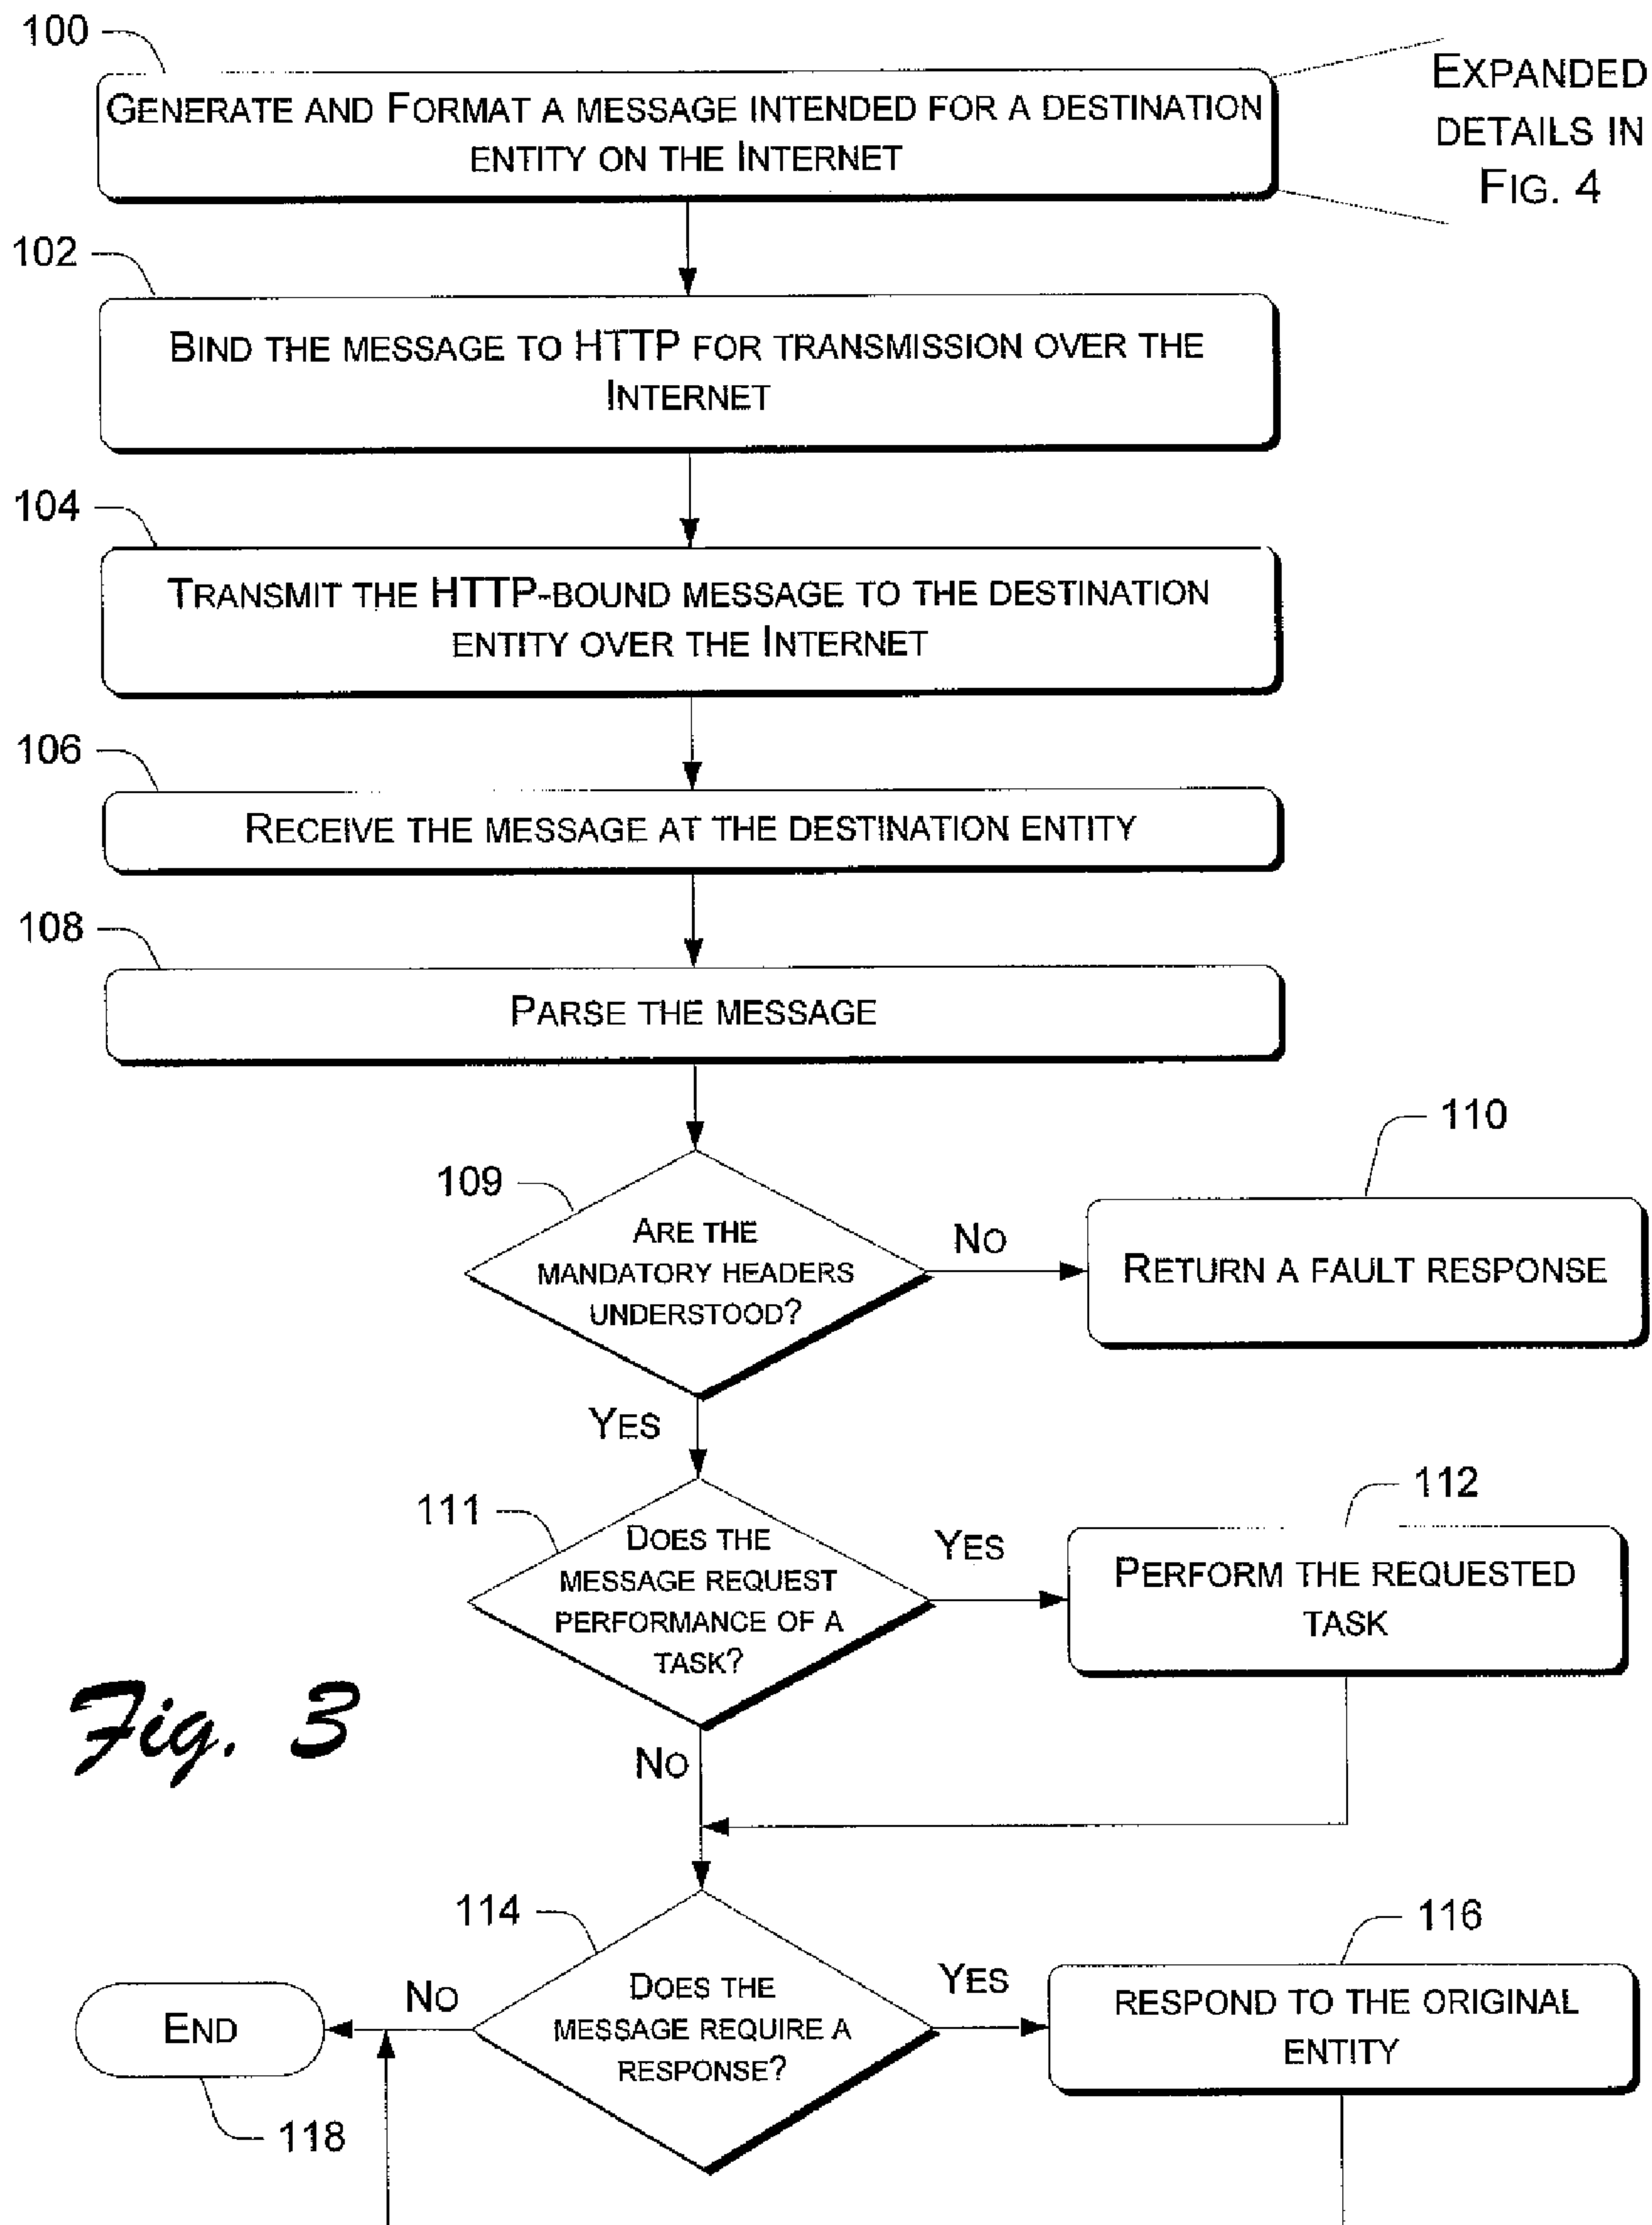 100
GENERATE AND FORMAT A MESSAGE INTENDED FOR A DESTINATION
ENTITY ON THE INTERNET
EXPANDED
DETAILS IN
FIG. 4
102
BIND THE MESSAGE TO HTTP FOR TRANSMISSION OVER THE
INTERNET
104
TRANSMIT THE HTTP-BOUND MESSAGE TO THE DESTINATION
ENTITY OVER THE INTERNET
106
RECEIVE THE MESSAGE AT THE DESTINATION ENTITY
108
PARSE THE MESSAGE
109
ARE THE
MANDATORY HEADERS
UNDERSTOOD?
NO
110
RETURN A FAULT RESPONSE
YES
111
DOES THE
MESSAGE REQUEST
PERFORMANCE OF A
TASK?
YES
112
PERFORM THE REQUESTED
TASK
NO
Fig. 3
114
DOES THE
MESSAGE REQUIRE A
RESPONSE?
YES
116
RESPOND TO THE ORIGINAL
ENTITY
NO
END
118